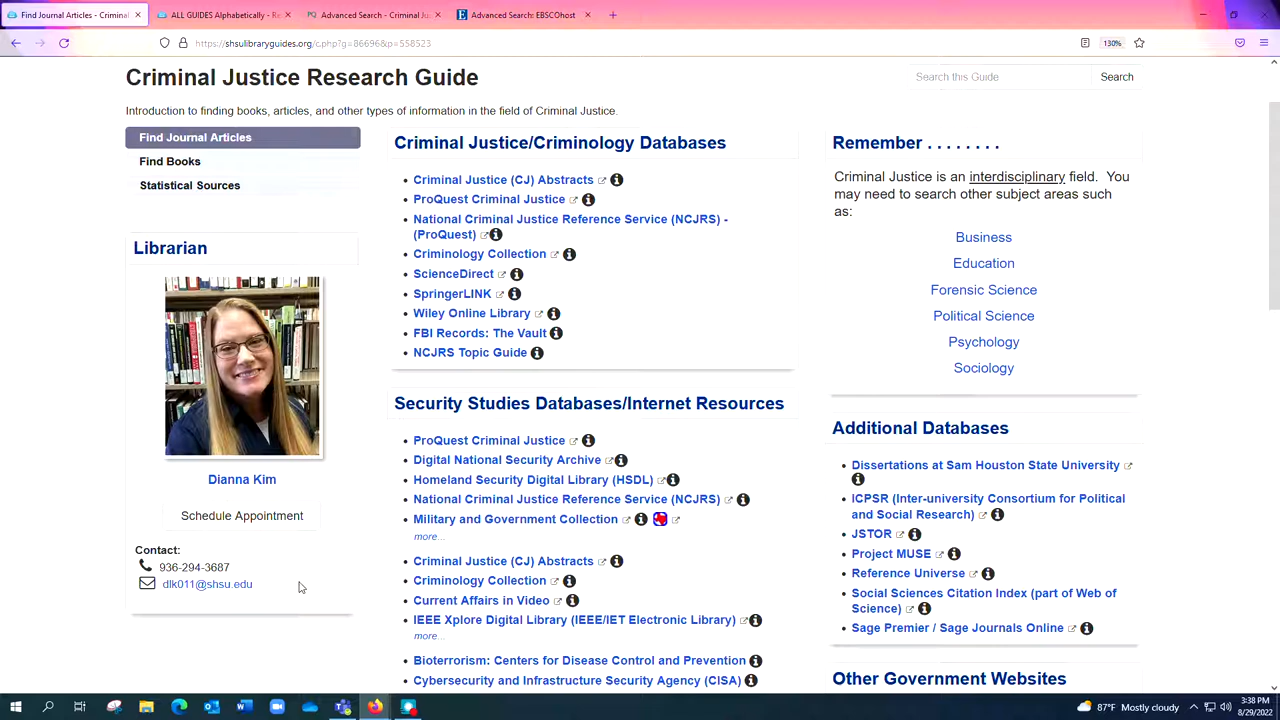 Find Journal Articles - Criminal
ALL GUIDES Alphabetically - Re
Advanced Search - Criminal Ju
Advanced Search: EBSCOhost
https://shsulibraryguides.org/c.php?g=86696&p=558523
130%
Criminal Justice Research Guide
Search this Guide
Search
Introduction to finding books, articles, and other types of information in the field of Criminal Justice.
Find Journal Articles
Find Books
Statistical Sources
Librarian
Dianna Kim
Schedule Appointment
Contact:
936-294-3687
dlk011@shsu.edu
Criminal Justice/Criminology Databases
Criminal Justice (CJ) Abstracts
ProQuest Criminal Justice
National Criminal Justice Reference Service (NCJRS) -
(ProQuest)
Criminology Collection
ScienceDirect
SpringerLINK
Wiley Online Library
FBI Records: The Vault
NCJRS Topic Guide
Security Studies Databases/Internet Resources
ProQuest Criminal Justice
Digital National Security Archive
Homeland Security Digital Library (HSDL)
National Criminal Justice Reference Service (NCJRS)
Military and Government Collection
more...
Criminal Justice (CJ) Abstracts
Criminology Collection
Current Affairs in Video
IEEE Xplore Digital Library (IEEE/IET Electronic Library)
more...
Bioterrorism: Centers for Disease Control and Prevention
Cybersecurity and Infrastructure Security Agency (CISA)
Remember . . . . . . . .
Criminal Justice is an interdisciplinary field. You
may need to search other subject areas such
as:
Business
Education
Forensic Science
Political Science
Psychology
Sociology
Additional Databases
Dissertations at Sam Houston State University
ICPSR (Inter-university Consortium for Political
and Social Research)
JSTOR
Project MUSE
Reference Universe
Social Sciences Citation Index (part of Web of
Science)
Sage Premier / Sage Journals Online
Other Government Websites
87°F Mostly cloudy
3:38 PM
8/29/2022